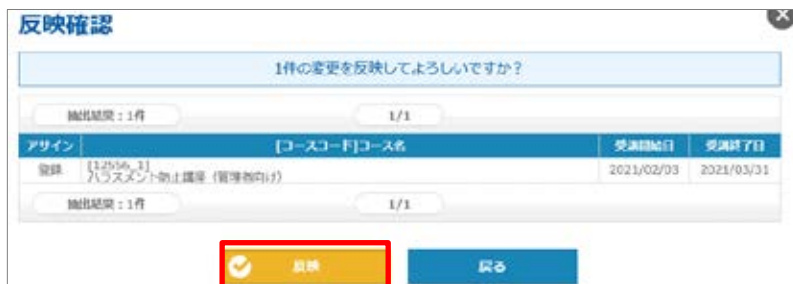 反映確認
1件の変更を反映してよろしいですか？
抽出結果：1件 1/1
アサイン [コースコード]コース名 受講開始日 受講終了日
登録 [12556_1] 2021/02/03 2021/03/31
ハラスメント防止講座（管理者向け）
抽出結果：1件 1/1
反映 戻る